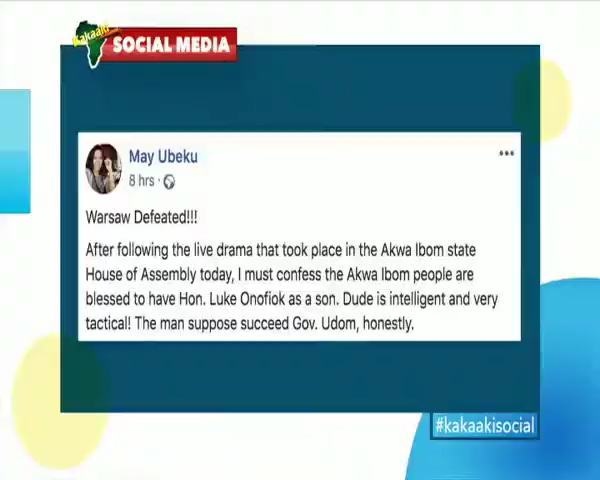 Kakaaki
SOCIAL MEDIA
May Ubeku
8 hrs ·
Warsaw Defeated!!!
After following the live drama that took place in the Akwa Ibom state
House of Assembly today, I must confess the Akwa Ibom people are
blessed to have Hon. Luke Onofiok as a son. Dude is intelligent and very
tactical! The man suppose succeed Gov. Udom, honestly.
#kakaakisocial